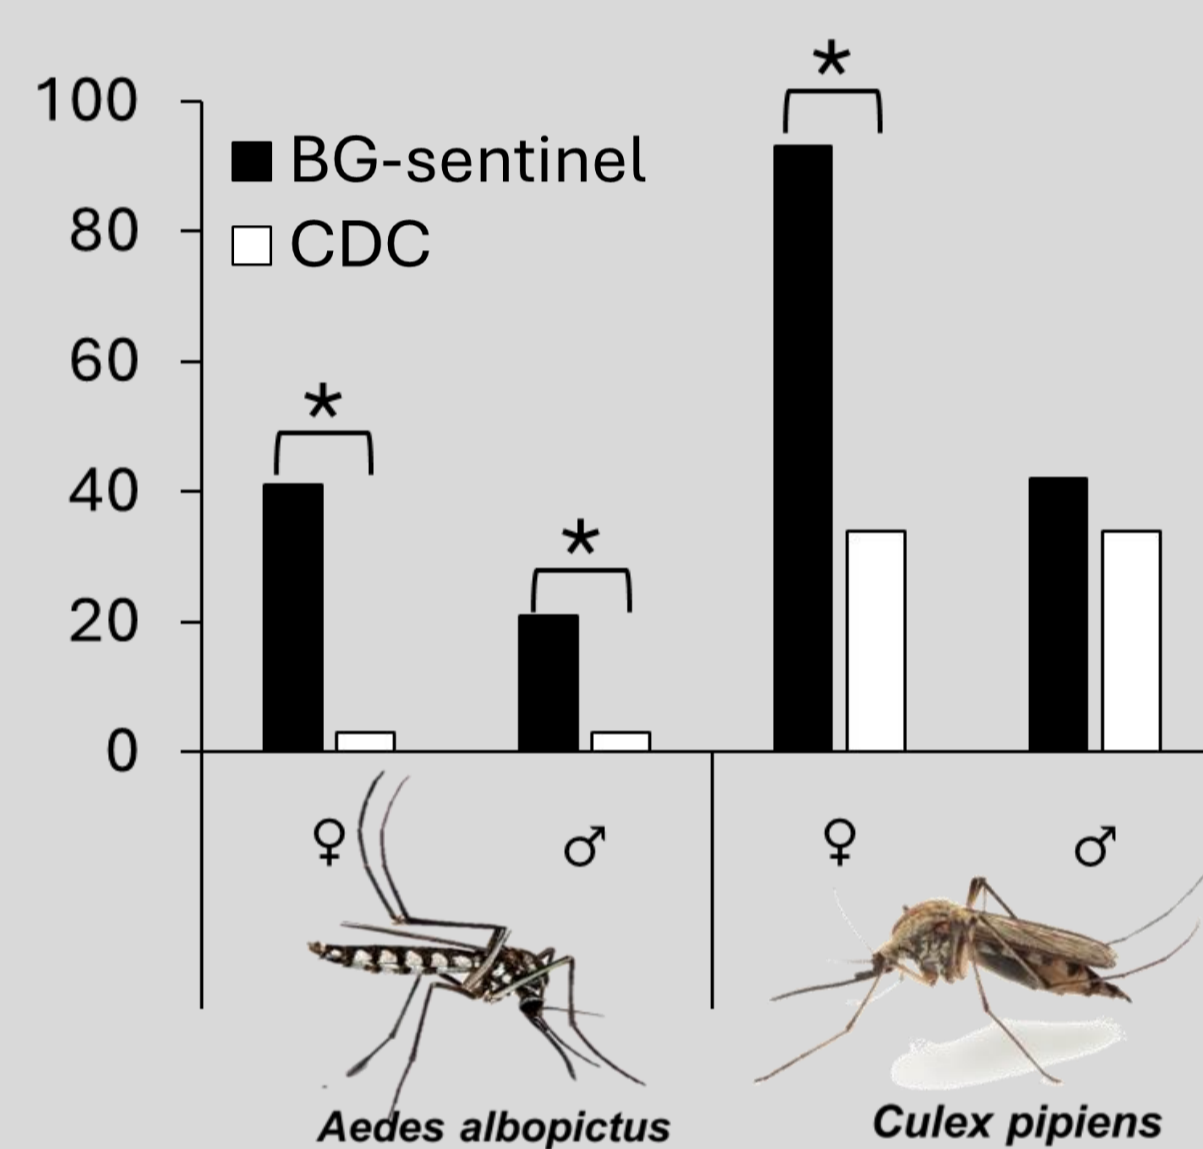 100
80
60
40
20
0
BG-sentinel
CDC
*
*
*
♀ ♂ ♀ ♂
Aedes albopictus
Culex pipiens